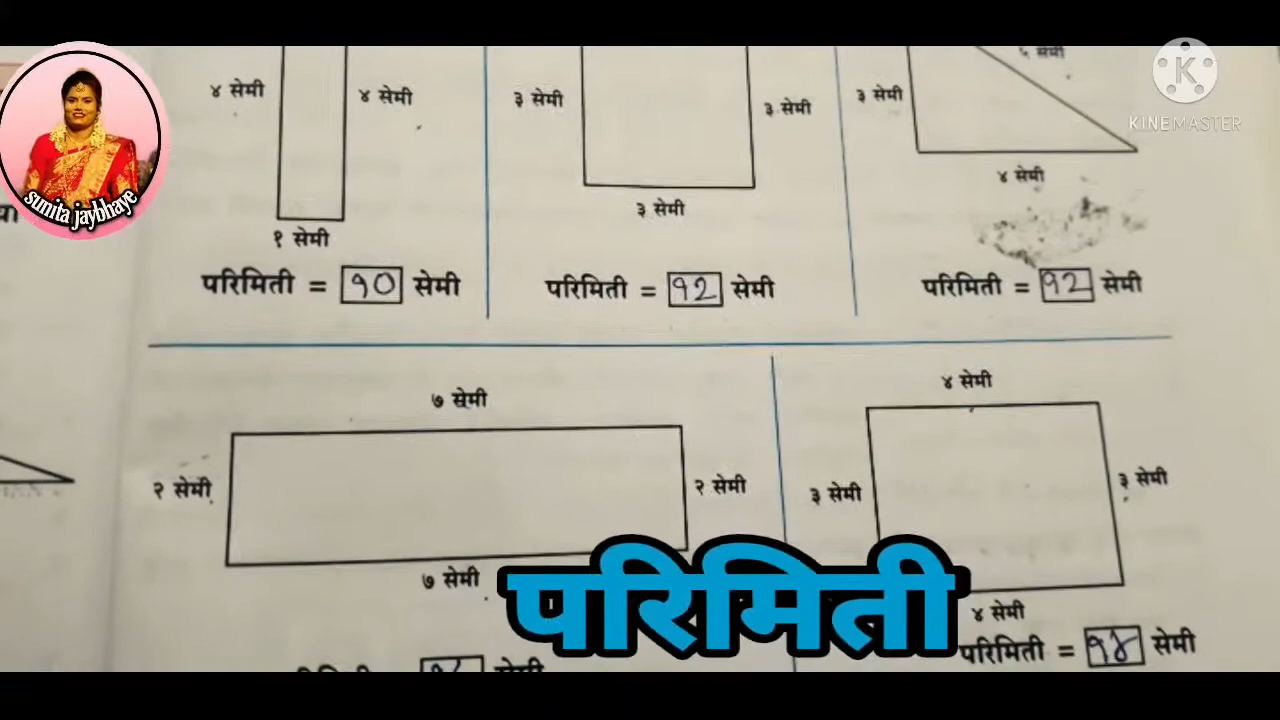 ५ सेमी
४ सेमी
४ सेमी
३ सेमी
३ सेमी
३ सेमी
KINEMASTER
sunita jaybhaye
१ सेमी
३ सेमी
४ सेमी
परिमिती = १० सेमी
परिमिती = १२ सेमी
परिमिती = १२ सेमी
७ सेमी
४ सेमी
२ सेमी
२ सेमी
३ सेमी
३ सेमी
७ सेमी
परिमिती
४ सेमी
परिमिती = १४ सेमी
सेमी